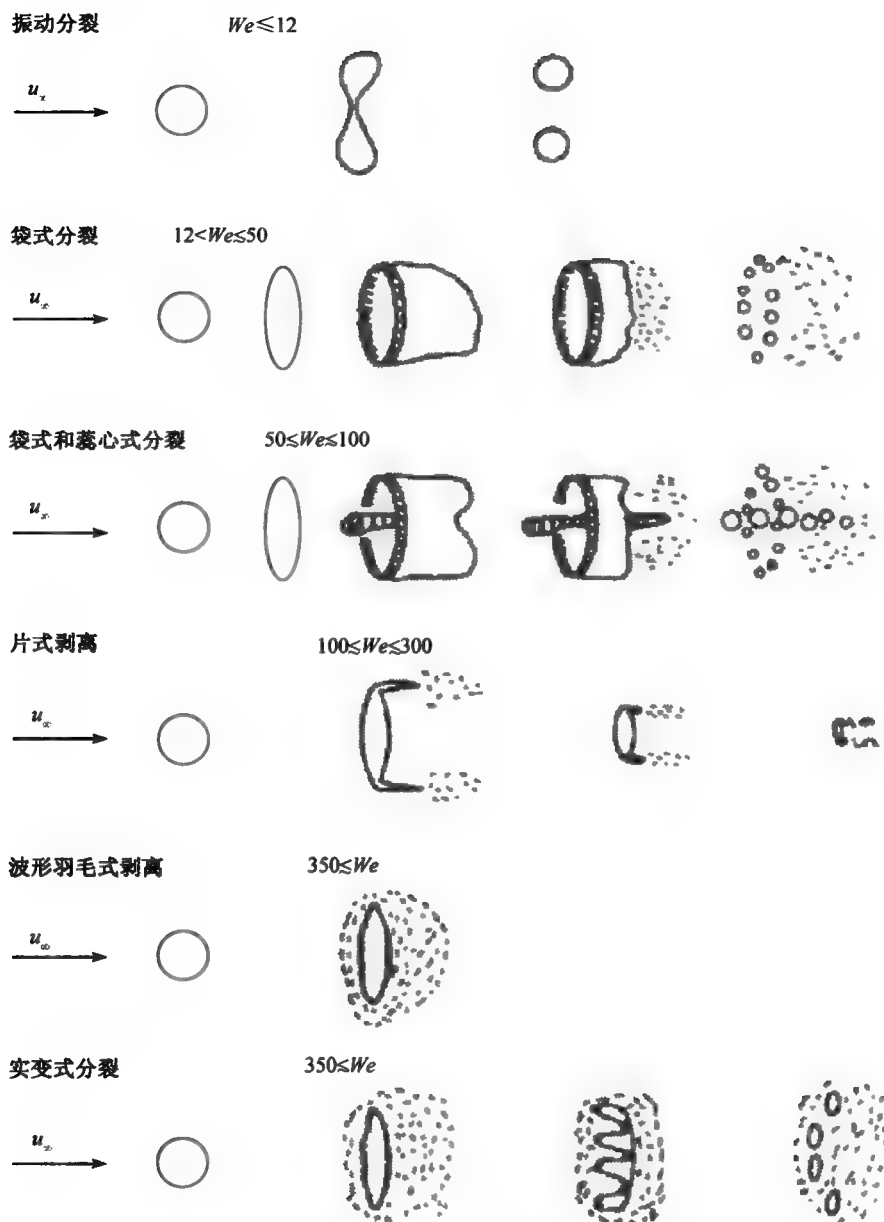 振动分裂 We≤12
u∞
袋式分裂 12<We≤50
u∞
袋式和蕊心式分裂 50≤We≤100
u∞
片式剥离 100≤We≤300
u∞
波形羽毛式剥离 350≤We
u∞
实变式分裂 350≤We
u∞